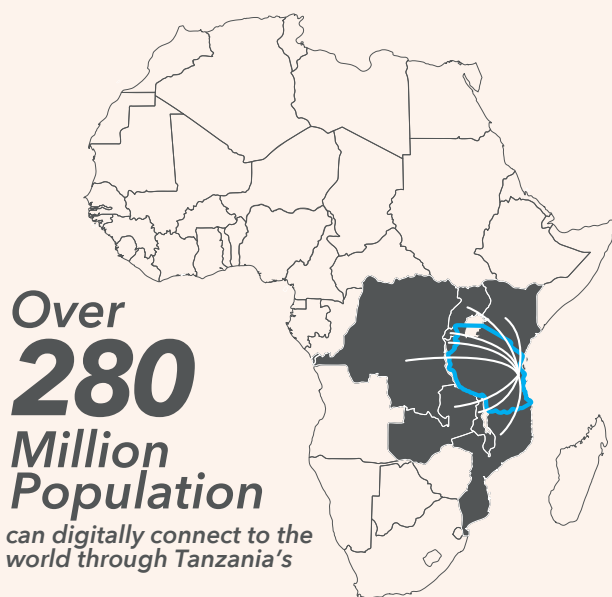 Over
280
Million
Population
can digitally connect to the
world through Tanzania's